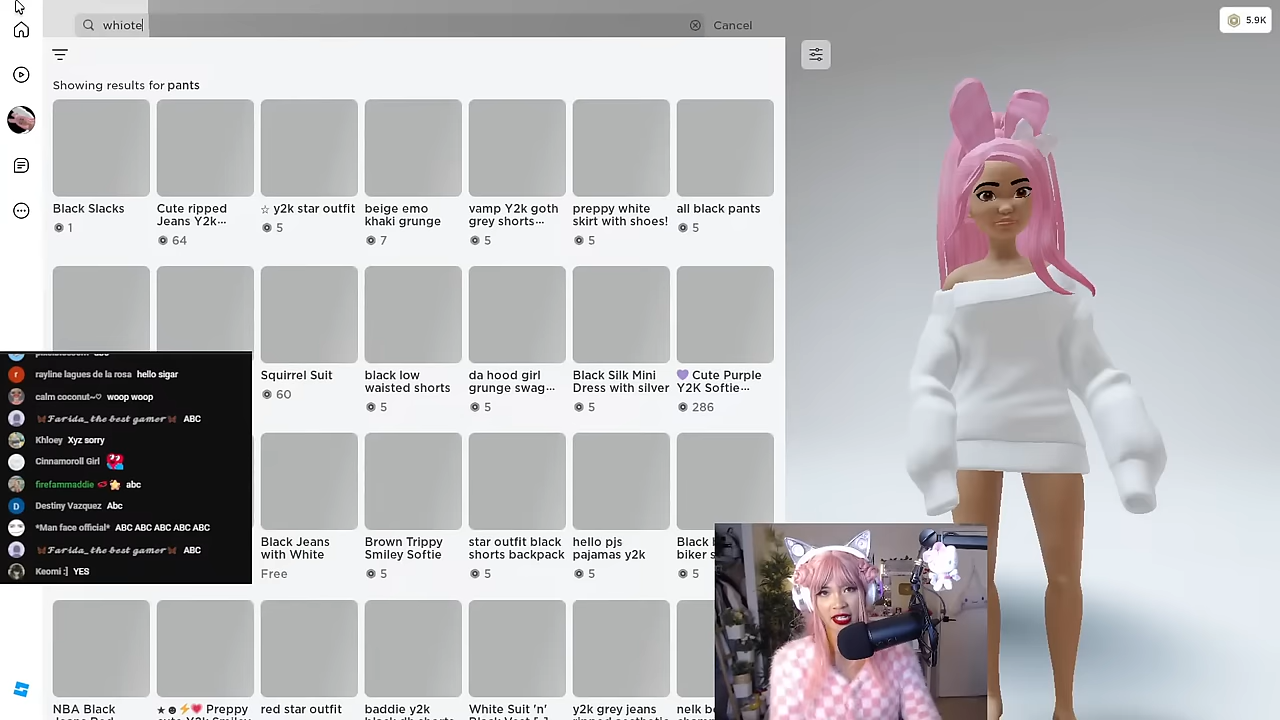 whiote
Cancel
5.9K
Showing results for pants
Black Slacks
1
Cute ripped
Jeans Y2k...
64
☆ y2k star outfit
5
beige emo
khaki grunge
7
vamp Y2k goth
grey shorts...
5
preppy white
skirt with shoes!
5
all black pants
5
Squirrel Suit
60
black low
waisted shorts
5
da hood girl
grunge swag...
5
Black Silk Mini
Dress with silver
5
💜 Cute Purple
Y2K Softie...
286
rayline lagues de la rosa hello sigar
calm coconut~♡ woop woop
🦋𝓕𝓪𝓻𝓲𝓭𝓪_𝓽𝓱𝓮 𝓫𝓮𝓼𝓽 𝓰𝓪𝓶𝓮𝓻🦋 ABC
Khloey Xyz sorry
Cinnamoroll Girl
firefammaddie abc
Destiny Vazquez Abc
*Man face official* ABC ABC ABC ABC ABC
🦋𝓕𝓪𝓻𝓲𝓭𝓪_𝓽𝓱𝓮 𝓫𝓮𝓼𝓽 𝓰𝓪𝓶𝓮𝓻🦋 ABC
Keomi :] YES
Black Jeans
with White
Free
Brown Trippy
Smiley Softie
5
star outfit black
shorts backpack
5
hello pjs
pajamas y2k
5
Black
biker s
5
NBA Black
★☻⚡💗 Preppy
red star outfit
baddie y2k
White Suit 'n'
y2k grey jeans
nelk b